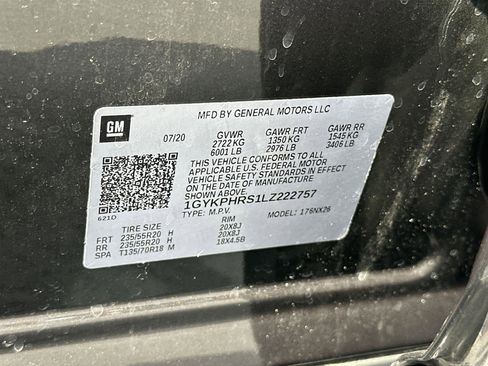 MFD BY GENERAL MOTORS LLC
GM
07/20 GVWR GAWR FRT GAWR RR
2722 KG 1350 KG 1545 KG
6001 LB 2976 LB 3406 LB
THIS VEHICLE CONFORMS TO ALL
APPLICABLE U.S. FEDERAL MOTOR
VEHICLE SAFETY STANDARDS IN EFFECT
ON THE DATE OF MANUFACTURE
SHOWN ABOVE.
1GYKPHRS1LZ222757
621D
TYPE: M.P.V. MODEL: 176NX26
TIRE SIZE RIM
FRT 235/55R20 H 20X8J
RR 235/55R20 H 20X8J
SPA T135/70R18 M 18X4.5B